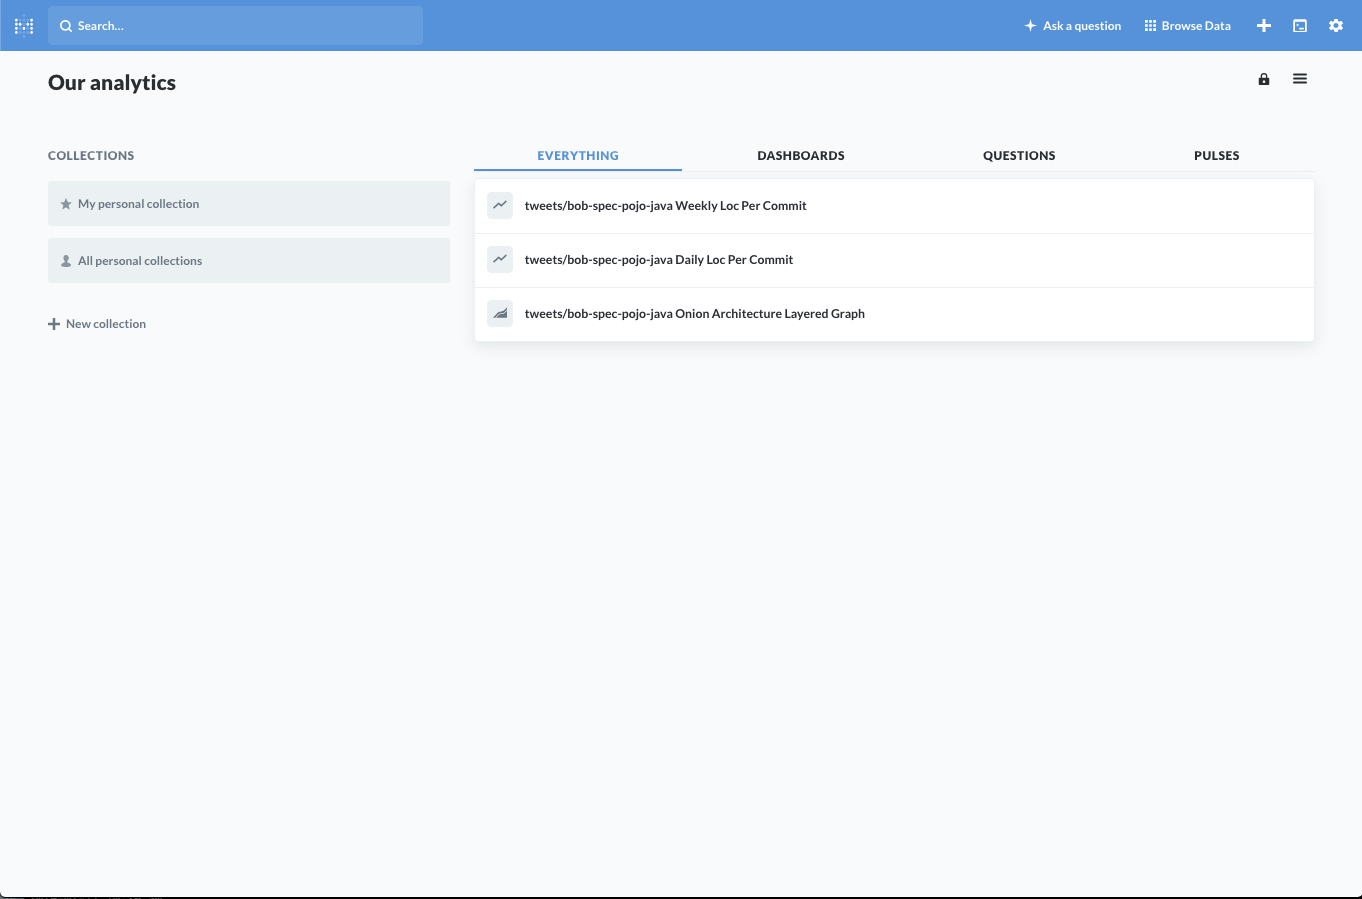 Search...
Ask a question
Browse Data
Our analytics
COLLECTIONS
My personal collection
All personal collections
New collection
EVERYTHING
DASHBOARDS
QUESTIONS
PULSES
tweets/bob-spec-pojo-java Weekly Loc Per Commit
tweets/bob-spec-pojo-java Daily Loc Per Commit
tweets/bob-spec-pojo-java Onion Architecture Layered Graph